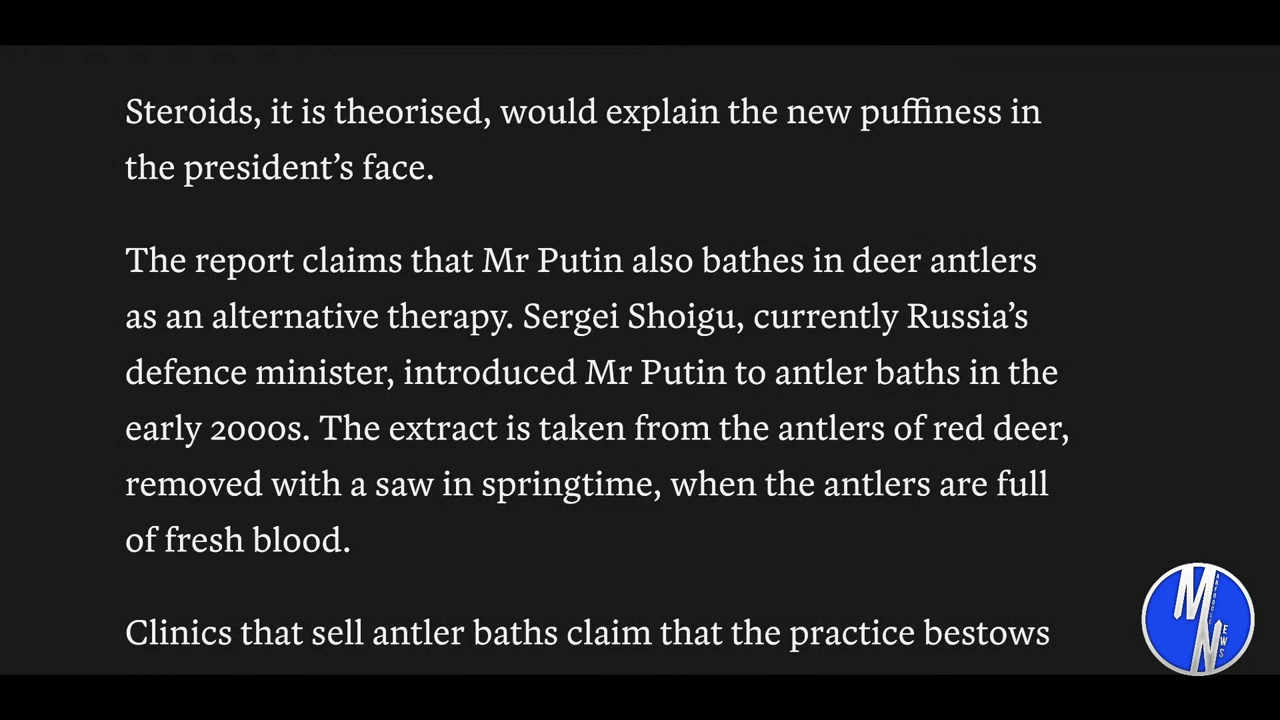 Steroids, it is theorised, would explain the new puffiness in
the president’s face.
The report claims that Mr Putin also bathes in deer antlers
as an alternative therapy. Sergei Shoigu, currently Russia’s
defence minister, introduced Mr Putin to antler baths in the
early 2000s. The extract is taken from the antlers of red deer,
removed with a saw in springtime, when the antlers are full
of fresh blood.
Clinics that sell antler baths claim that the practice bestows
M
N
EWS